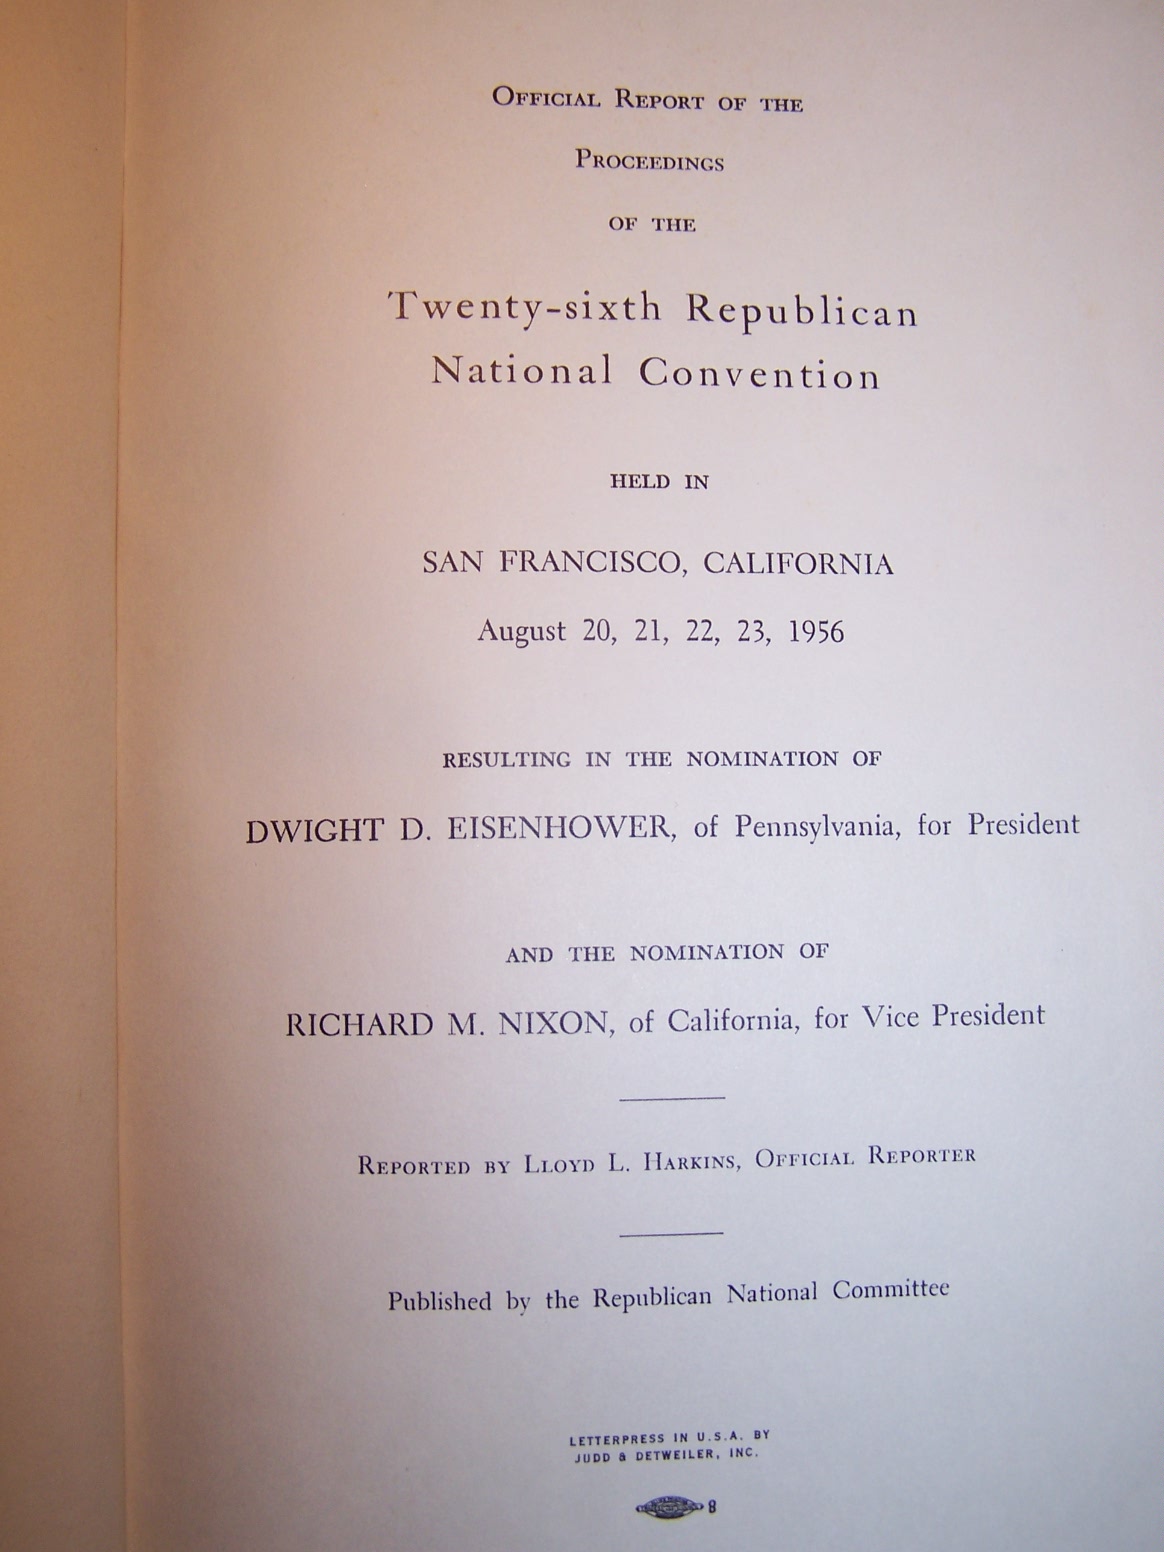 Official Report of the
Proceedings
of the
Twenty-sixth Republican
National Convention
HELD IN
SAN FRANCISCO, CALIFORNIA
August 20, 21, 22, 23, 1956
RESULTING IN THE NOMINATION OF
DWIGHT D. EISENHOWER, of Pennsylvania, for President
AND THE NOMINATION OF
RICHARD M. NIXON, of California, for Vice President
Reported by Lloyd L. Harkins, Official Reporter
Published by the Republican National Committee
LETTERPRESS IN U.S.A. BY
JUDD & DETWEILER, INC.
8